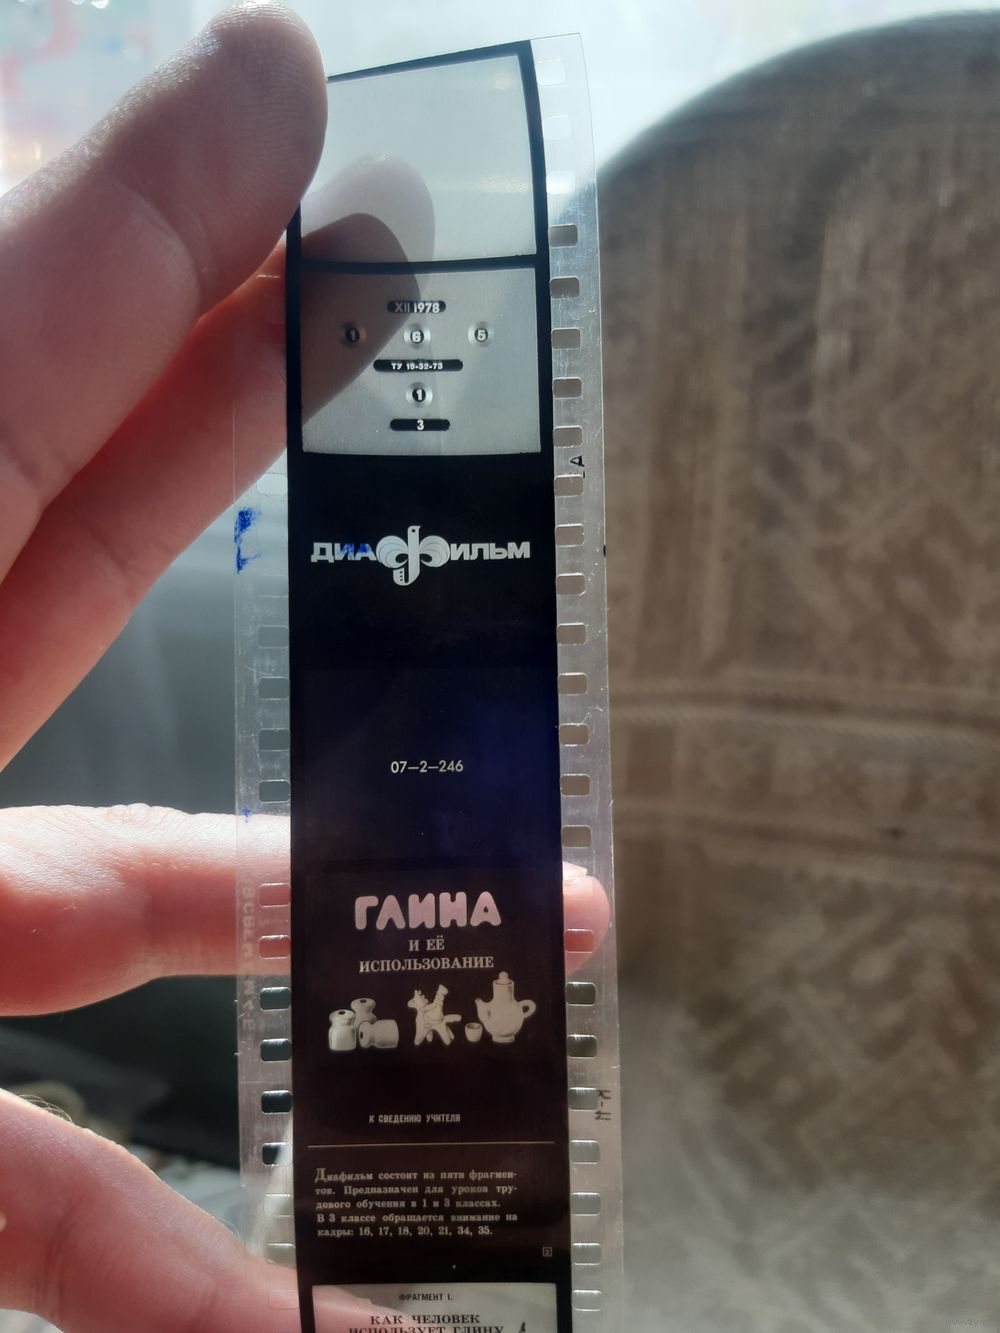 XII 1978
1 6 5
ТУ 19-32-73
1
3
ДИАФИЛЬМ
07—2—246
ГЛИНА
И ЕЁ
ИСПОЛЬЗОВАНИЕ
К СВЕДЕНИЮ УЧИТЕЛЯ
Диафильм состоит из пяти фрагмен-
тов. Предназначен для уроков тру-
дового обучения в 1 и 3 классах.
В 3 классе обращается внимание на
кадры: 16, 17, 18, 20, 21, 34, 35.
2
ФРАГМЕНТ I.
КАК ЧЕЛОВЕК
ИСПОЛЬЗУЕТ ГЛИНУ